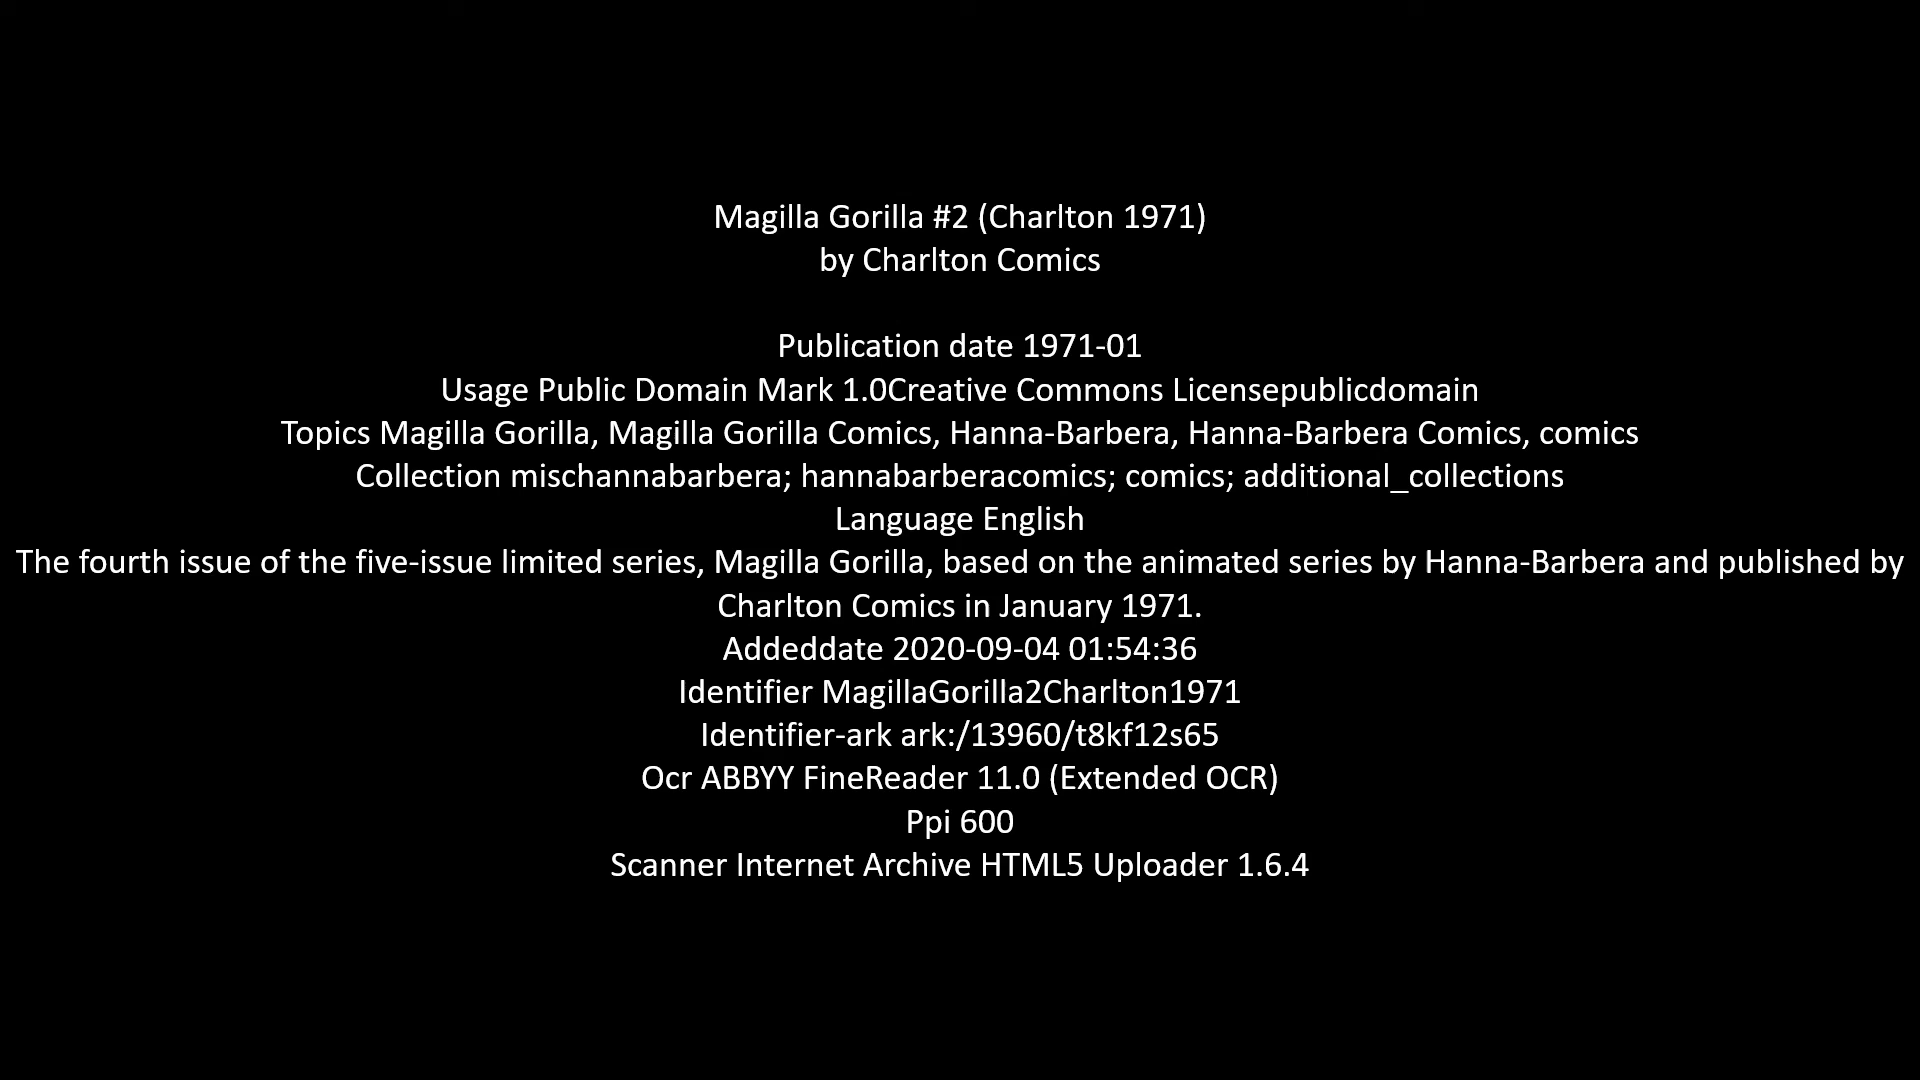 Magilla Gorilla #2 (Charlton 1971)
by Charlton Comics
Publication date 1971-01
Usage Public Domain Mark 1.0Creative Commons Licensepublicdomain
Topics Magilla Gorilla, Magilla Gorilla Comics, Hanna-Barbera, Hanna-Barbera Comics, comics
Collection mischannabarbera; hannabarberacomics; comics; additional_collections
Language English
The fourth issue of the five-issue limited series, Magilla Gorilla, based on the animated series by Hanna-Barbera and published by
Charlton Comics in January 1971.
Addeddate 2020-09-04 01:54:36
Identifier MagillaGorilla2Charlton1971
Identifier-ark ark:/13960/t8kf12s65
Ocr ABBYY FineReader 11.0 (Extended OCR)
Ppi 600
Scanner Internet Archive HTML5 Uploader 1.6.4